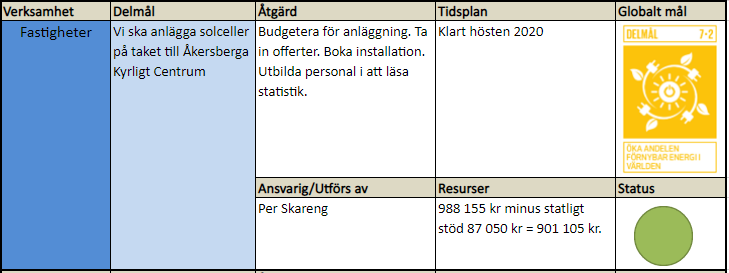 Verksamhet Delmål Åtgärd Tidsplan Globalt mål
Fastigheter
Vi ska anlägga solceller
på taket till Åkersberga
Kyrligt Centrum
Budgetera för anläggning. Ta
in offerter. Boka installation.
Utbilda personal i att läsa
statistik.
Klart hösten 2020
DELMÅL 7·2
ÖKA ANDELEN
FÖRNYBAR ENERGI I
VÄRLDEN
Ansvarig/Utförs av Resurser Status
Per Skareng
988 155 kr minus statligt
stöd 87 050 kr = 901 105 kr.